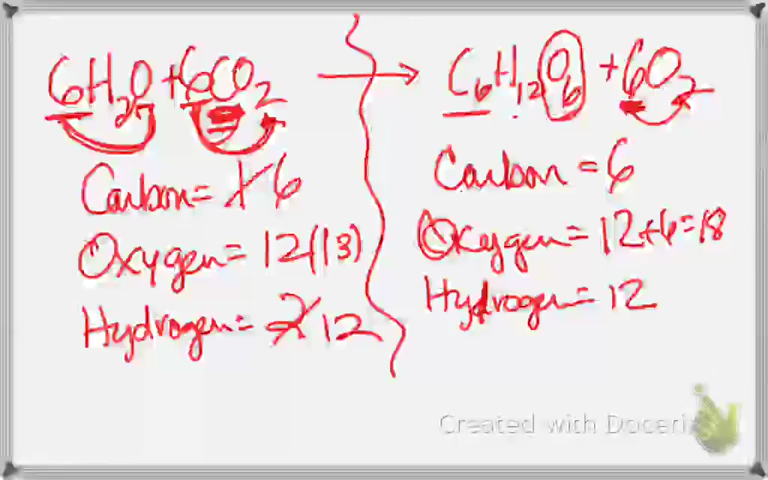 6H₂O + 6CO₂ → C₆H₁₂O₆ + 6O₂
Carbon = 1 6
Oxygen = 12 (13)
Hydrogen = 2 12
Carbon = 6
Oxygen = 12+6=18
Hydrogen = 12
Created with Doceri